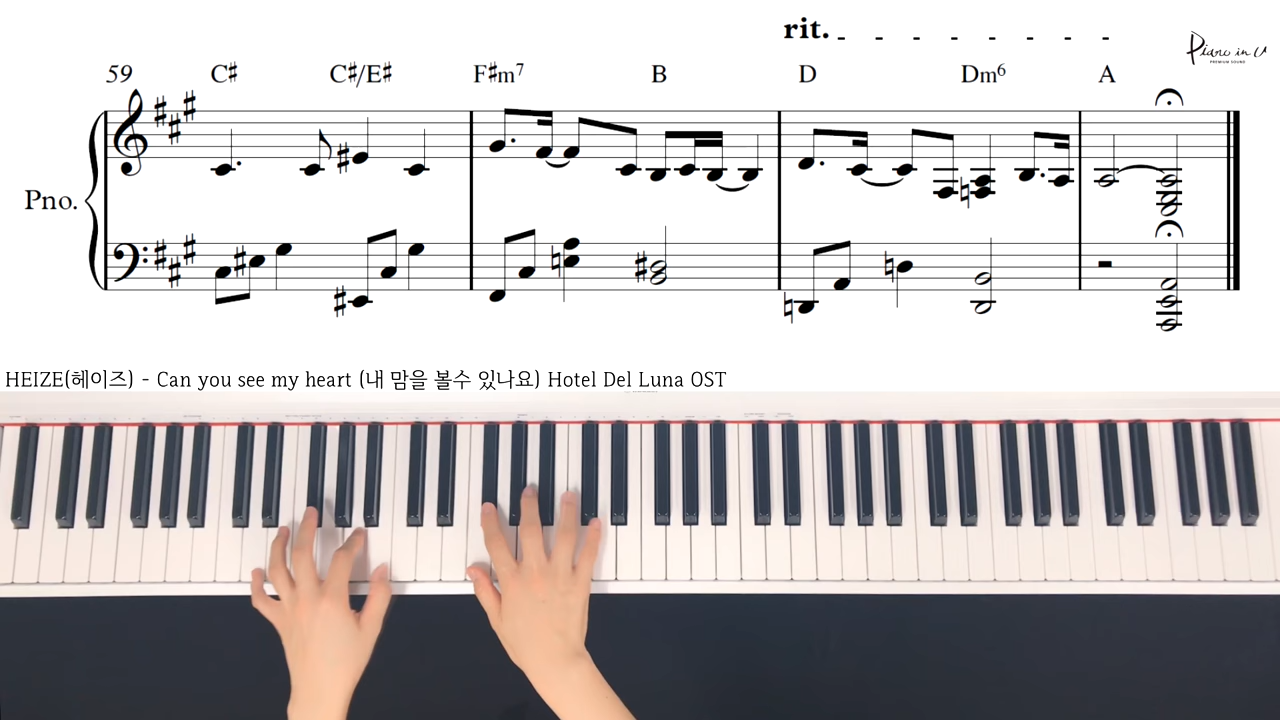 rit.
Piano in U
PREMIUM SOUND
59 C♯ C♯/E♯ F♯m7 B D Dm6 A
Pno.
HEIZE(헤이즈) - Can you see my heart (내 맘을 볼수 있나요) Hotel Del Luna OST